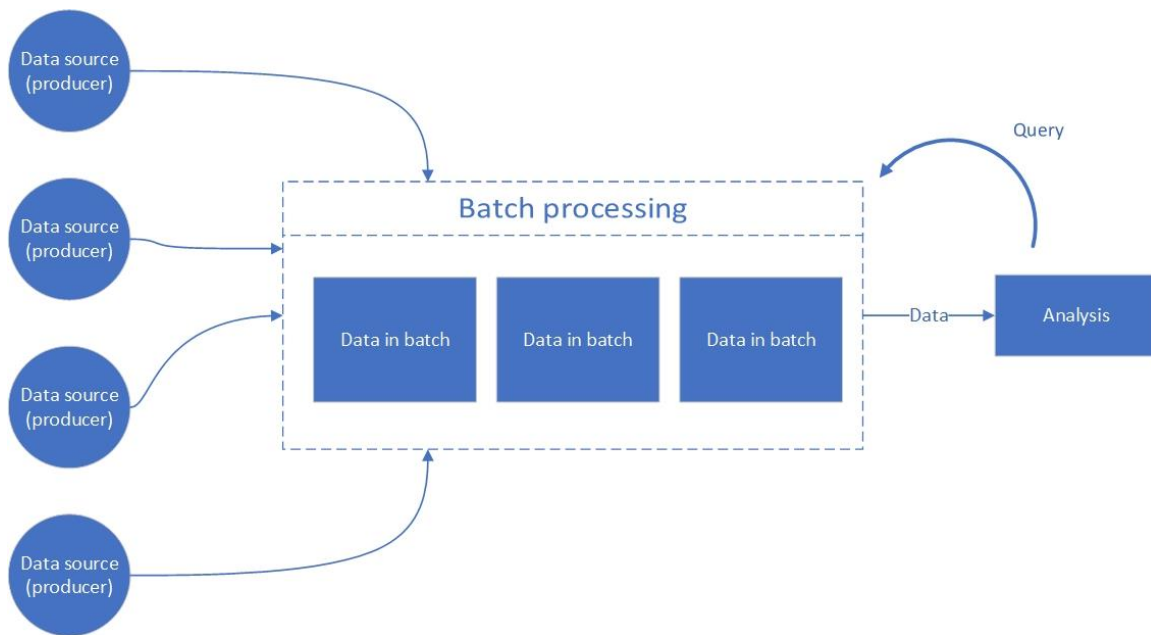 Data source
(producer)
Query
Batch processing
Data source
(producer)
Data in batch
Data in batch
Data in batch
Data
Analysis
Data source
(producer)
Data source
(producer)